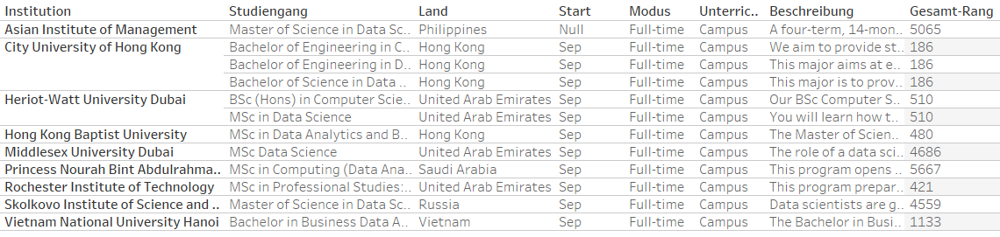 Institution Studiengang Land Start Modus Unterric.. Beschreibung Gesamt-Rang
Asian Institute of Management Master of Science in Data Sc.. Philippines Null Full-time Campus A four-term, 14-mon.. 5065
City University of Hong Kong Bachelor of Engineering in C.. Hong Kong Sep Full-time Campus We aim to provide st.. 186
Bachelor of Engineering in D.. Hong Kong Sep Full-time Campus This major aims at e.. 186
Bachelor of Science in Data .. Hong Kong Sep Full-time Campus This major is to prov.. 186
Heriot-Watt University Dubai BSc (Hons) in Computer Scie.. United Arab Emirates Sep Full-time Campus Our BSc Computer S.. 510
MSc in Data Science United Arab Emirates Sep Full-time Campus You will learn how t.. 510
Hong Kong Baptist University MSc in Data Analytics and B.. Hong Kong Sep Full-time Campus The Master of Scien.. 480
Middlesex University Dubai MSc Data Science United Arab Emirates Sep Full-time Campus The role of a data sci.. 4686
Princess Nourah Bint Abdulrahma.. MSc in Computing (Data Ana.. Saudi Arabia Sep Full-time Campus This program opens .. 5667
Rochester Institute of Technology MSc in Professional Studies:.. United Arab Emirates Sep Full-time Campus This program prepar.. 421
Skolkovo Institute of Science and .. Master of Science in Data Sc.. Russia Sep Full-time Campus Data scientists are g.. 4559
Vietnam National University Hanoi Bachelor in Business Data A.. Vietnam Sep Full-time Campus The Bachelor in Busi.. 1133